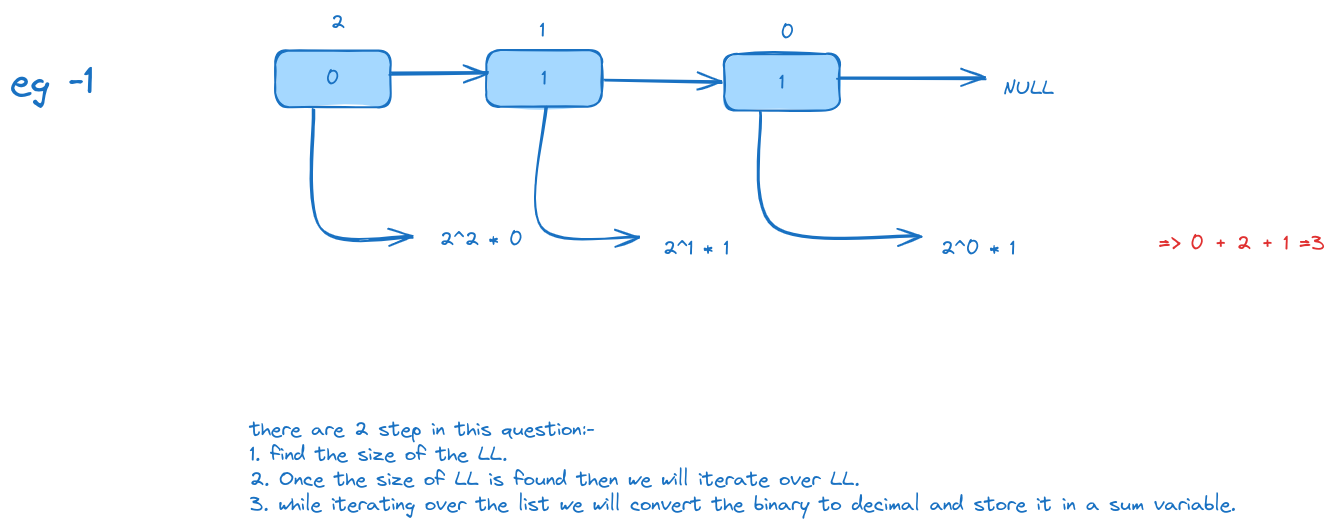 2
1
0
eg -1
0
1
1
NULL
2^2 * 0
2^1 * 1
2^0 * 1
=> 0 + 2 + 1 =3
there are 2 step in this question:-
1. find the size of the LL.
2. Once the size of LL is found then we will iterate over LL.
3. while iterating over the list we will convert the binary to decimal and store it in a sum variable.